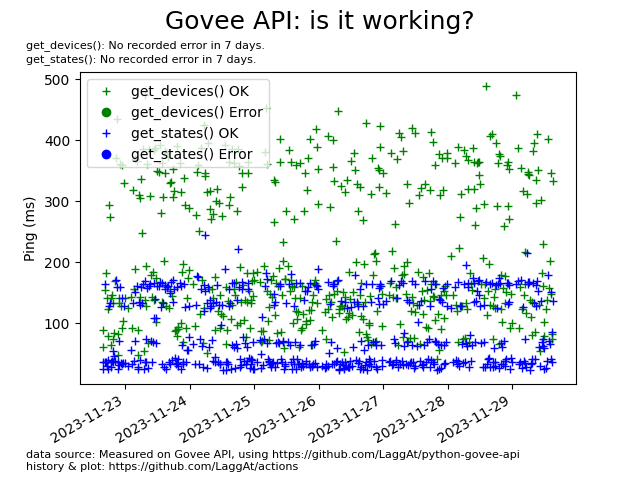 Govee API: is it working?
get_devices(): No recorded error in 7 days.
get_states(): No recorded error in 7 days.
get_devices() OK
get_devices() Error
get_states() OK
get_states() Error
Ping (ms)
500
400
300
200
100
2023-11-23
2023-11-24
2023-11-25
2023-11-26
2023-11-27
2023-11-28
2023-11-29
data source: Measured on Govee API, using https://github.com/LaggAt/python-govee-api
history & plot: https://github.com/LaggAt/actions